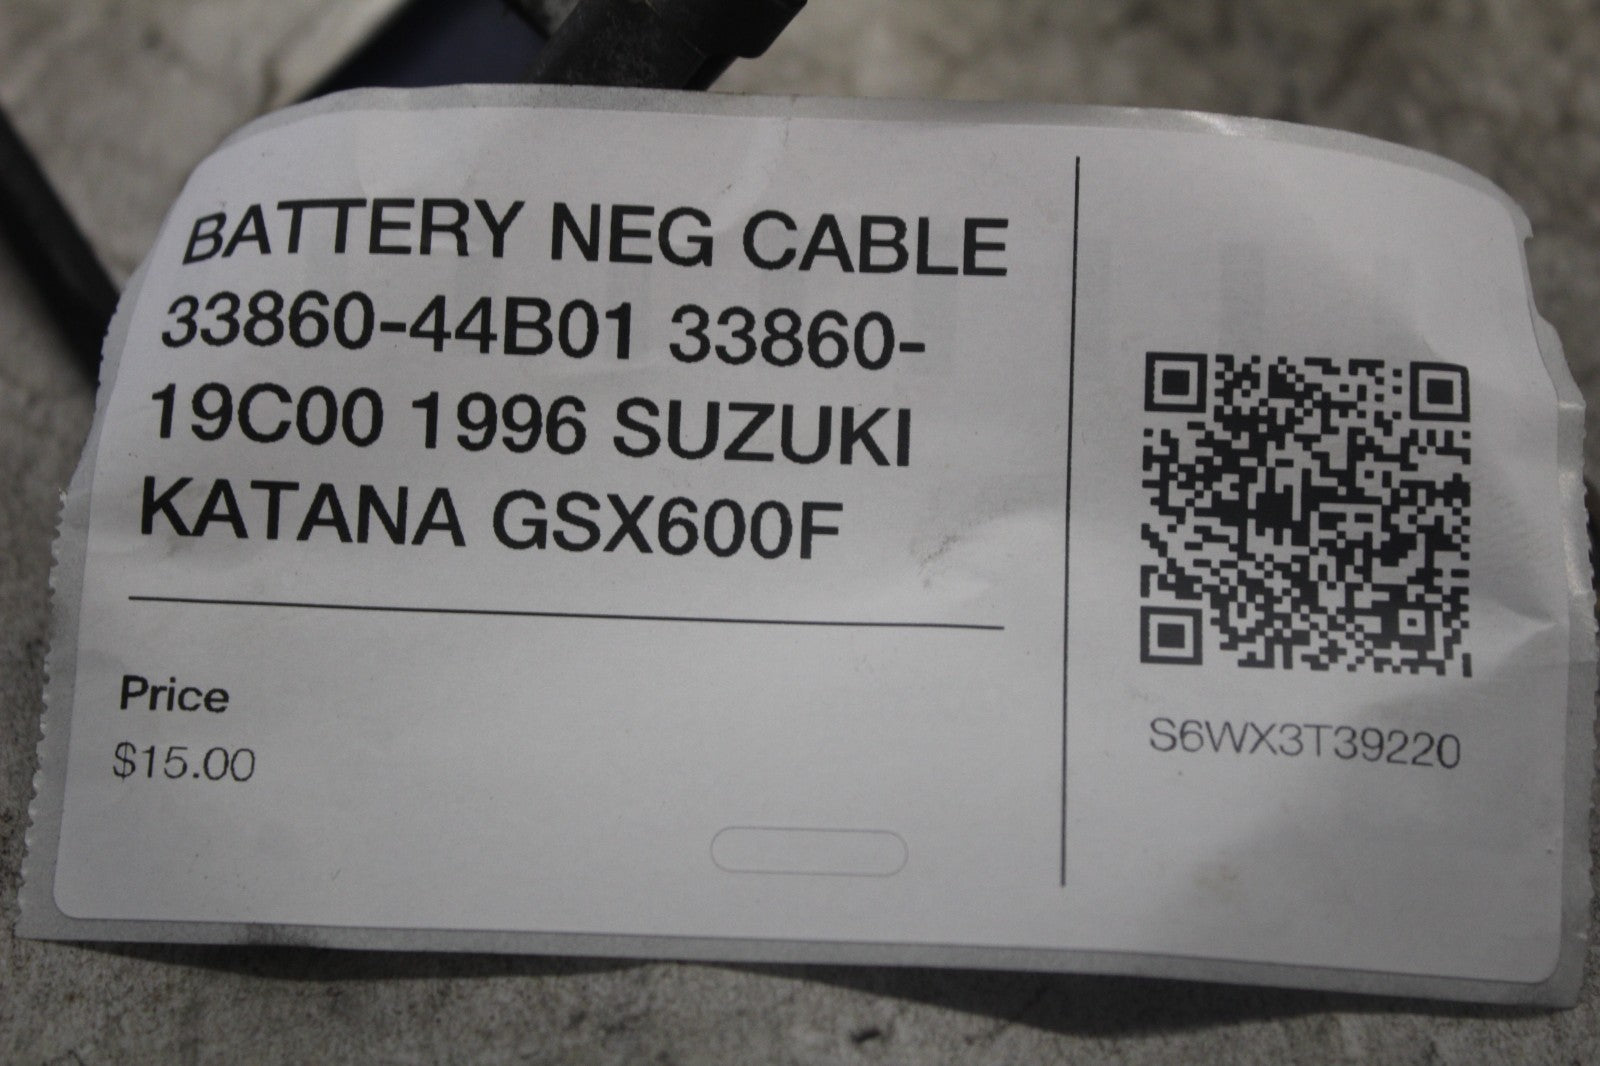 BATTERY NEG CABLE
33860-44B01 33860-
19C00 1996 SUZUKI
KATANA GSX600F
Price
$15.00
S6WX3T39220